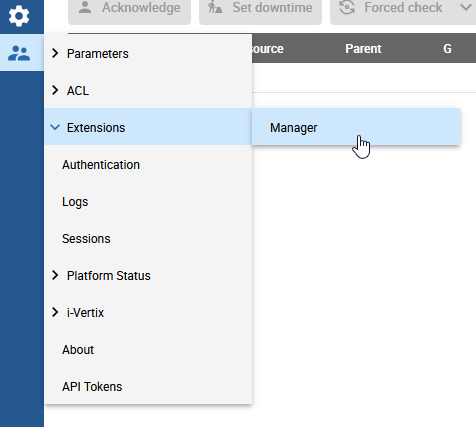 Acknowledge Set downtime Forced check
ource Parent G
Parameters
ACL
Extensions
Manager
Authentication
Logs
Sessions
Platform Status
i-Vertix
About
API Tokens